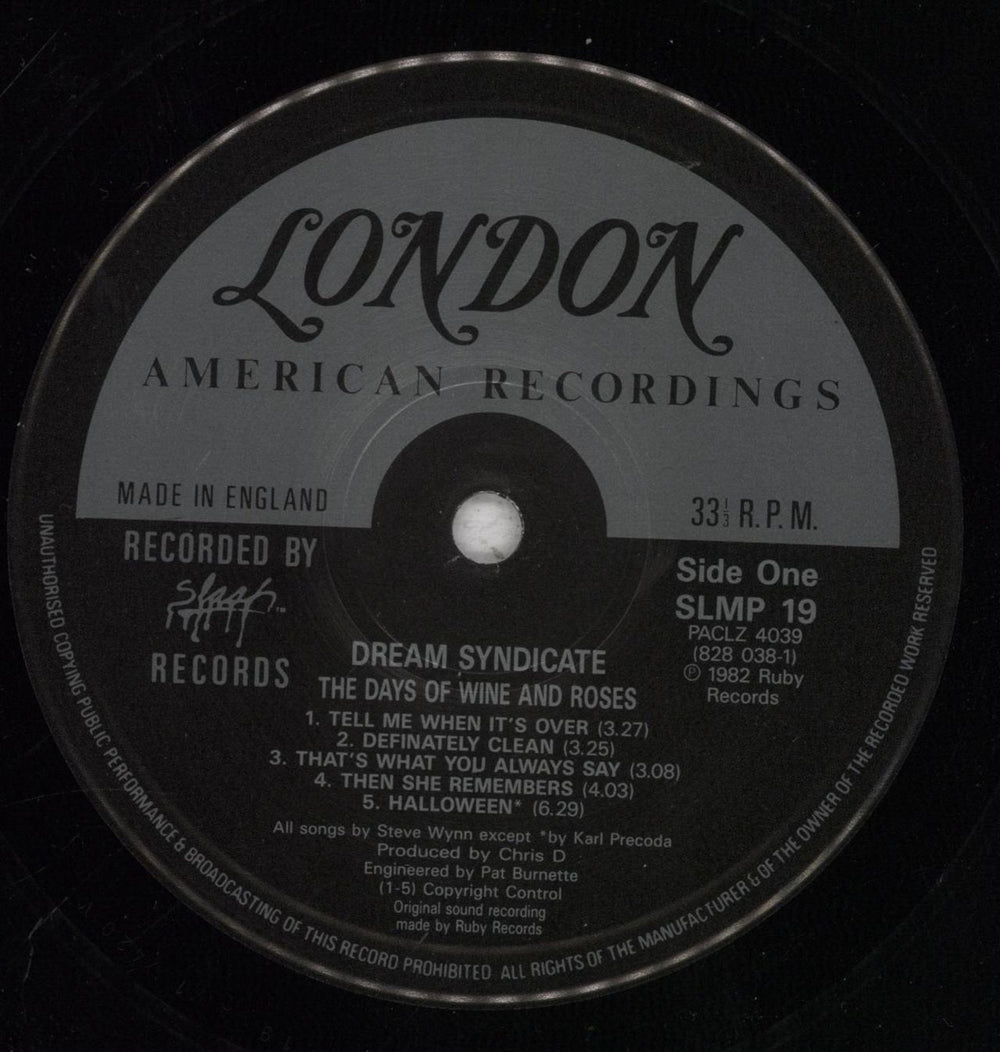 LONDON
AMERICAN RECORDINGS
MADE IN ENGLAND
33⅓ R.P.M.
RECORDED BY
Slash™
RECORDS
Side One
SLMP 19
PACLZ 4039
(828 038-1)
℗ 1982 Ruby
Records
DREAM SYNDICATE
THE DAYS OF WINE AND ROSES
1. TELL ME WHEN IT'S OVER (3.27)
2. DEFINATELY CLEAN (3.25)
3. THAT'S WHAT YOU ALWAYS SAY (3.08)
4. THEN SHE REMEMBERS (4.03)
5. HALLOWEEN* (6.29)
All songs by Steve Wynn except *by Karl Precoda
Produced by Chris D
Engineered by Pat Burnette
(1-5) Copyright Control
Original sound recording
made by Ruby Records
UNAUTHORISED COPYING PUBLIC PERFORMANCE & BROADCASTING OF THIS RECORD PROHIBITED ALL RIGHTS OF THE MANUFACTURER & OF THE OWNER OF THE RECORDED WORK RESERVED